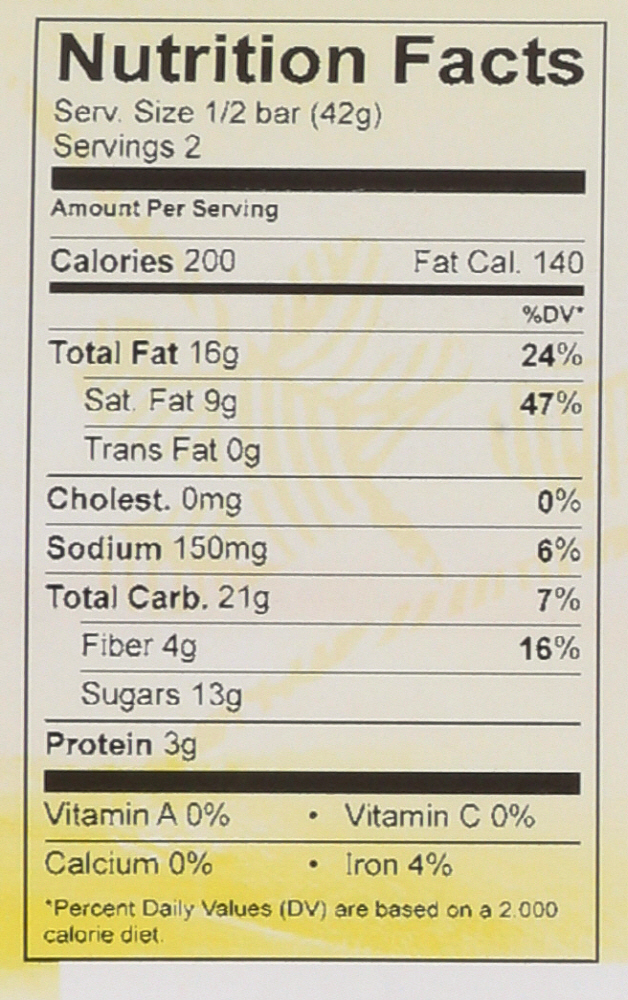 Nutrition Facts
Serv. Size 1/2 bar (42g)
Servings 2
Amount Per Serving
Calories 200 Fat Cal. 140
%DV*
Total Fat 16g 24%
Sat. Fat 9g 47%
Trans Fat 0g
Cholest. 0mg 0%
Sodium 150mg 6%
Total Carb. 21g 7%
Fiber 4g 16%
Sugars 13g
Protein 3g
Vitamin A 0% • Vitamin C 0%
Calcium 0% • Iron 4%
*Percent Daily Values (DV) are based on a 2,000
calorie diet.